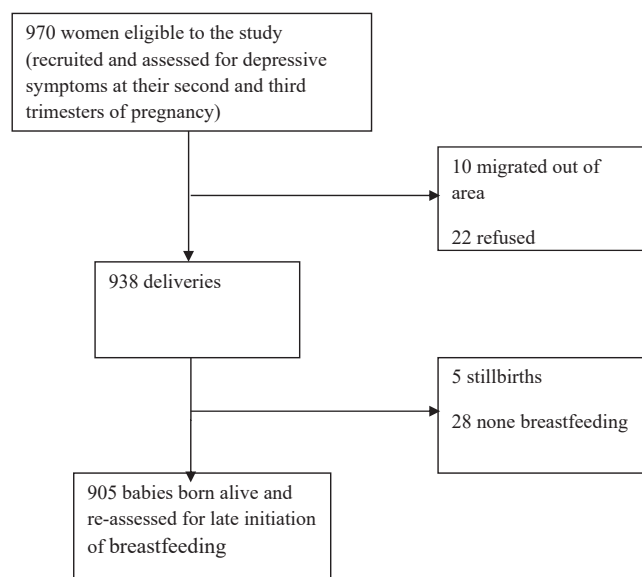 970 women eligible to the study
(recruited and assessed for depressive
symptoms at their second and third
trimesters of pregnancy)
10 migrated out of
area
22 refused
938 deliveries
5 stillbirths
28 none breastfeeding
905 babies born alive and
re-assessed for late initiation
of breastfeeding